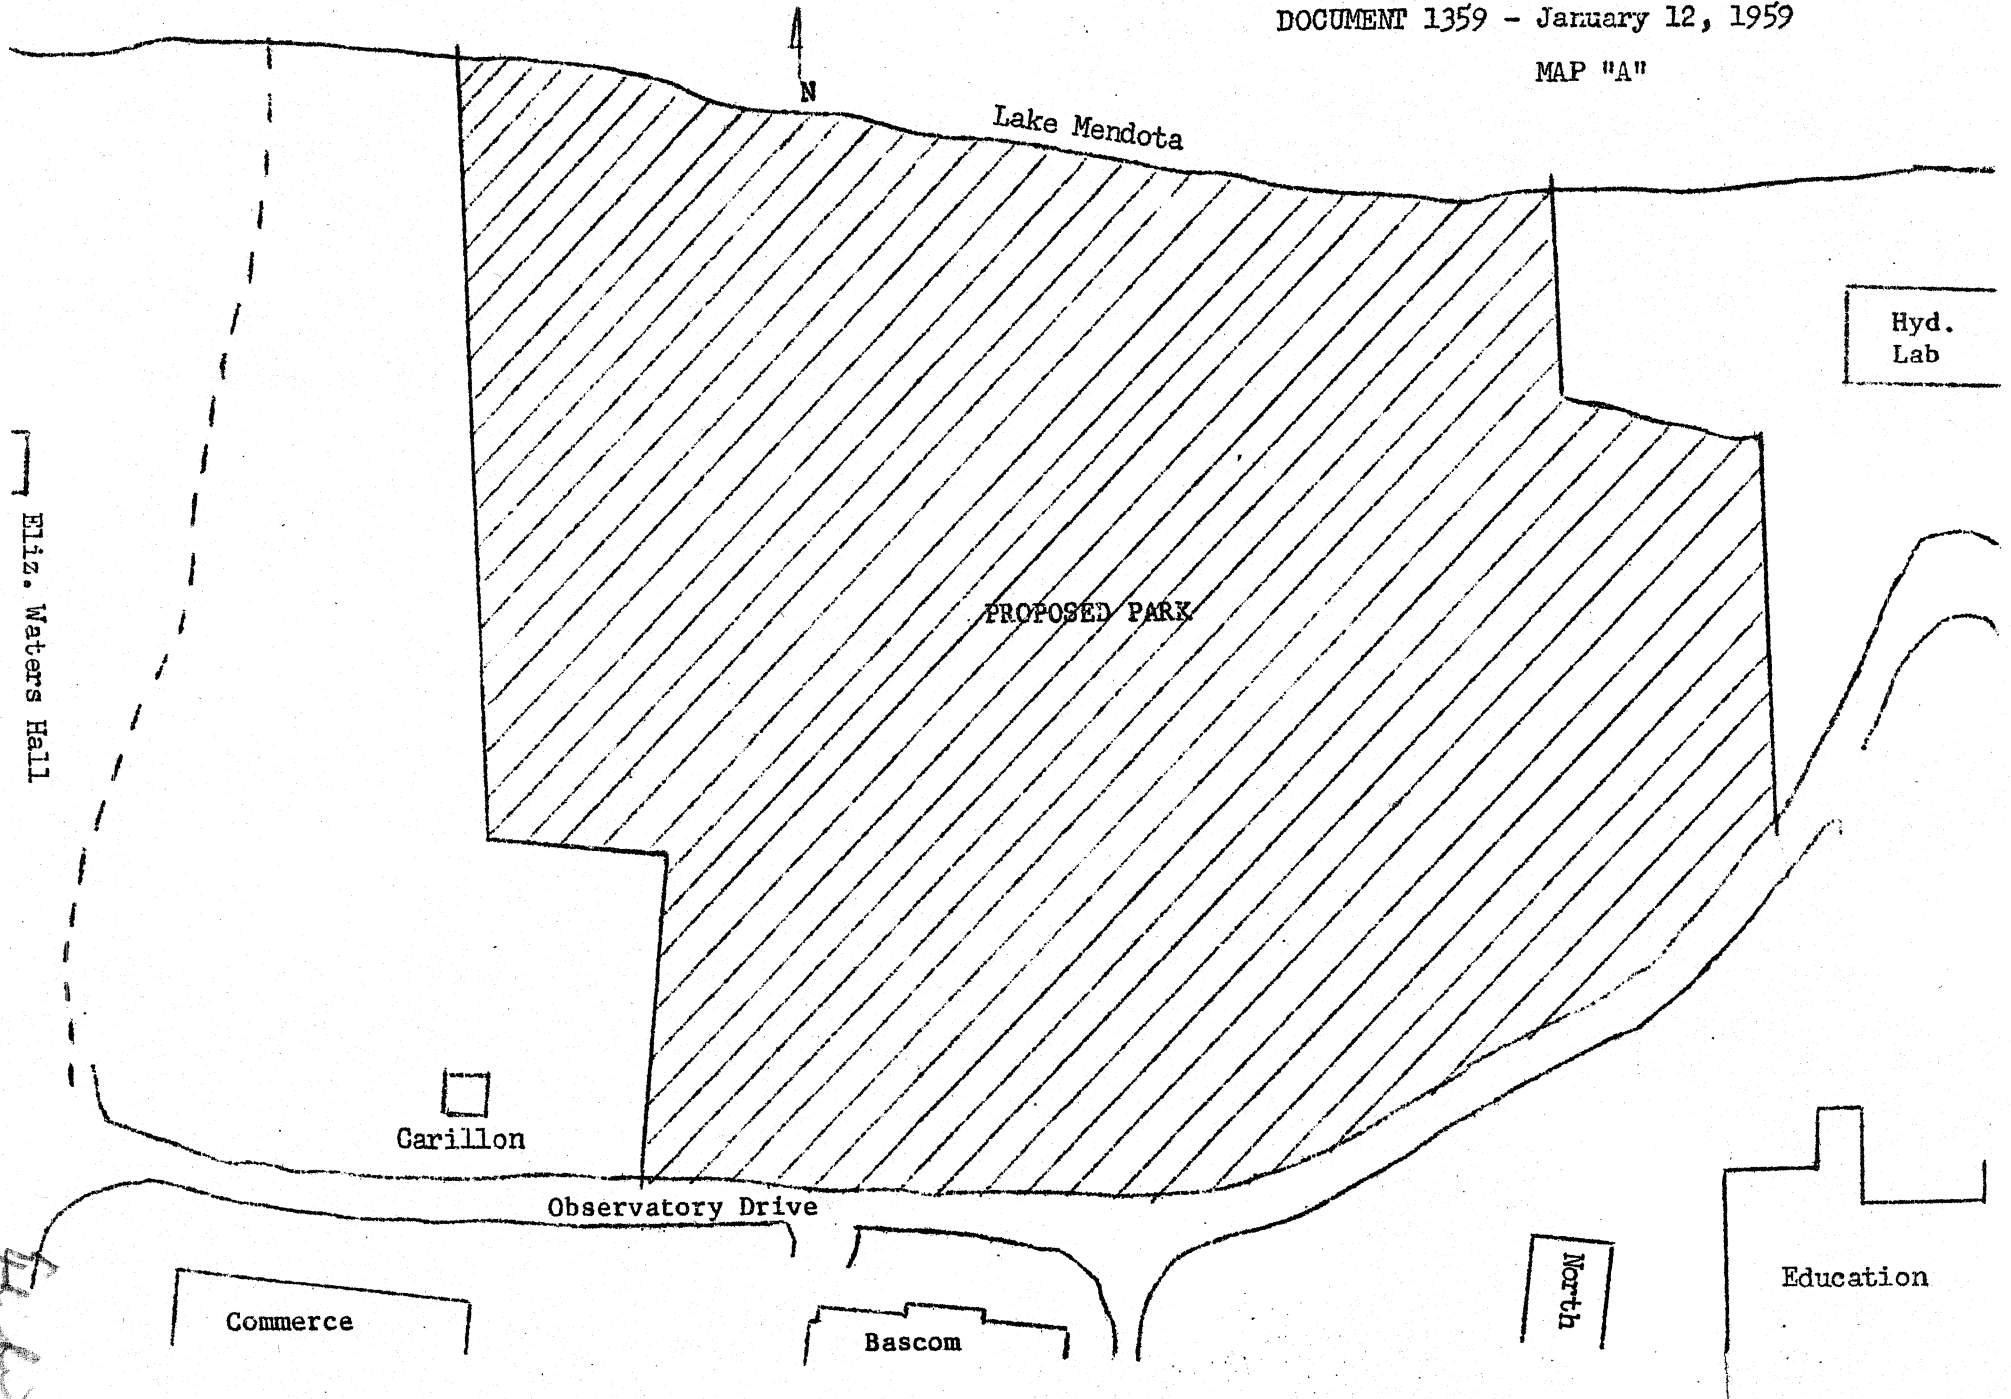 DOCUMENT 1359 - January 12, 1959
MAP "A"
N
Lake Mendota
Hyd.
Lab
Eliz. Waters Hall
PROPOSED PARK
Carillon
Observatory Drive
Commerce
Bascom
North
Education